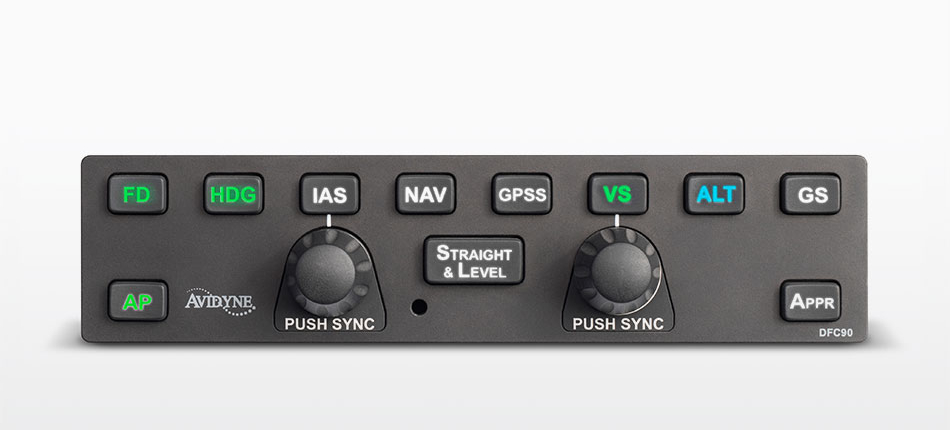 FD
HDG
IAS
NAV
GPSS
VS
ALT
GS
STRAIGHT
& LEVEL
AP
AVIDYNE
PUSH SYNC
PUSH SYNC
APPR
DFC90